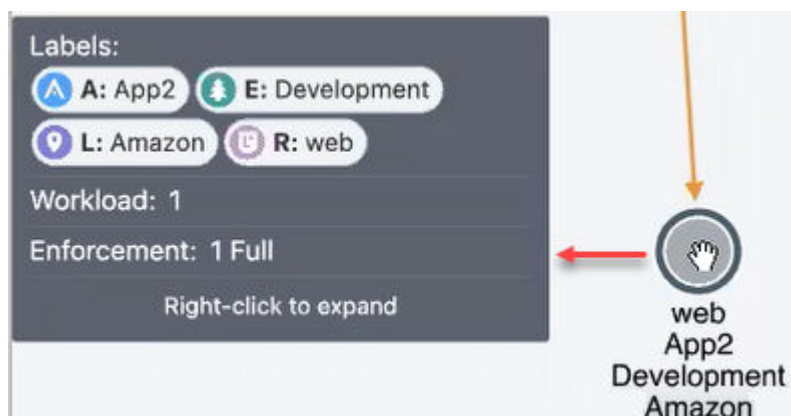 Labels:
A: App2 E: Development
L: Amazon R: web
Workload: 1
Enforcement: 1 Full
Right-click to expand
web
App2
Development
Amazon